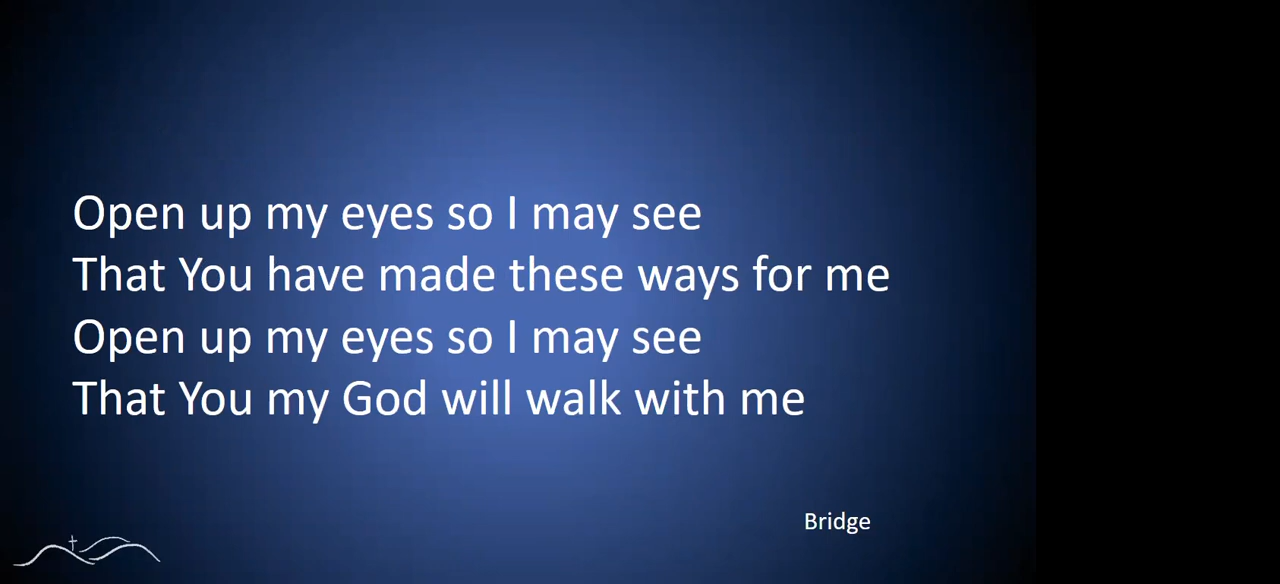 Open up my eyes so I may see
That You have made these ways for me
Open up my eyes so I may see
That You my God will walk with me
Bridge